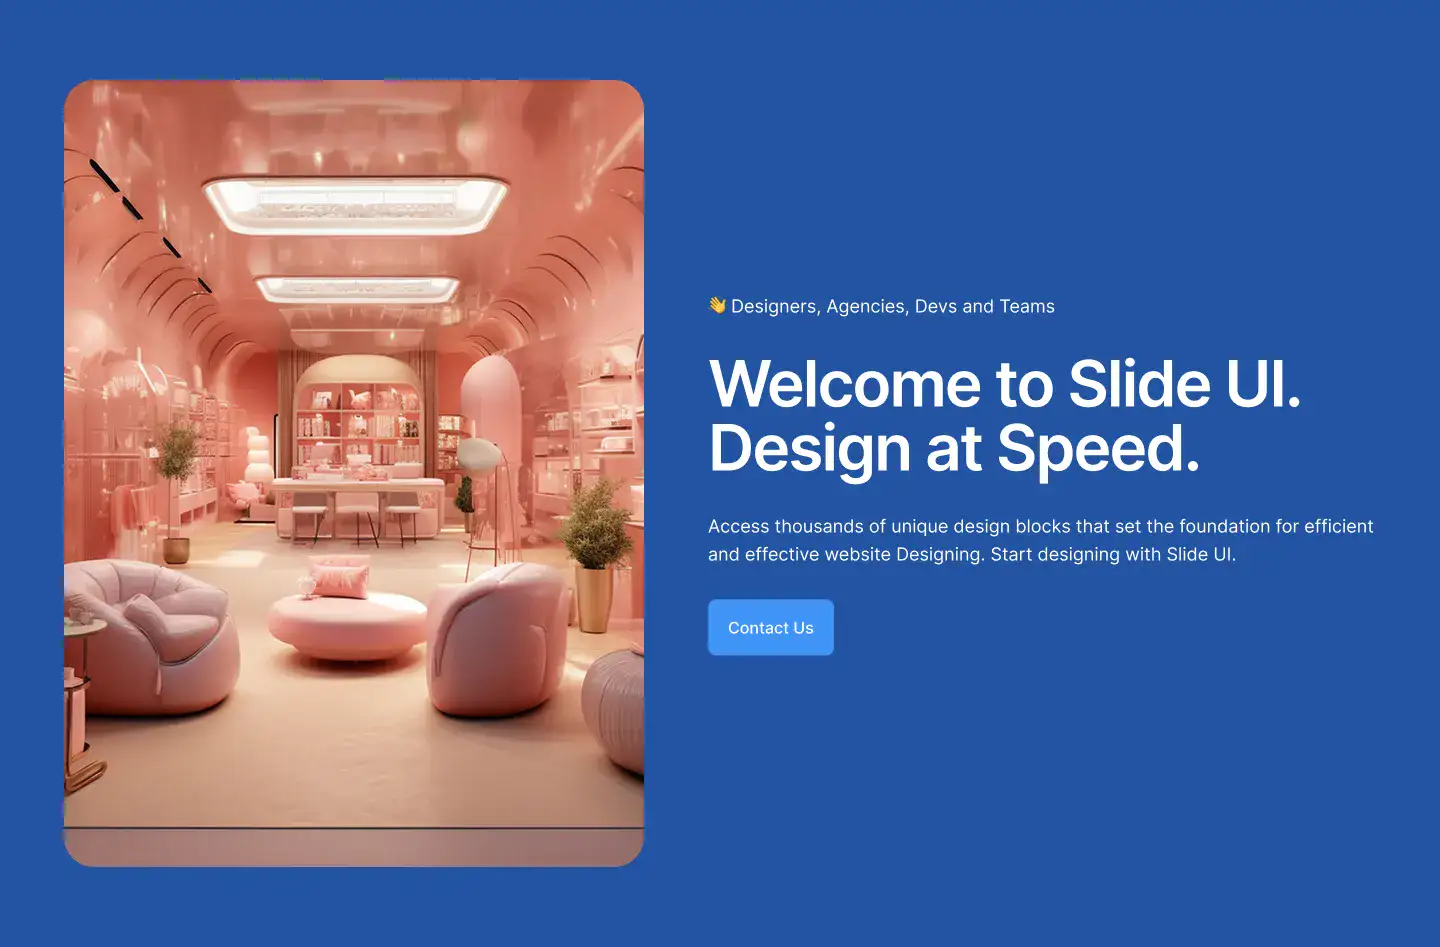 👋 Designers, Agencies, Devs and Teams
Welcome to Slide UI.
Design at Speed.
Access thousands of unique design blocks that set the foundation for efficient
and effective website Designing. Start designing with Slide UI.
Contact Us